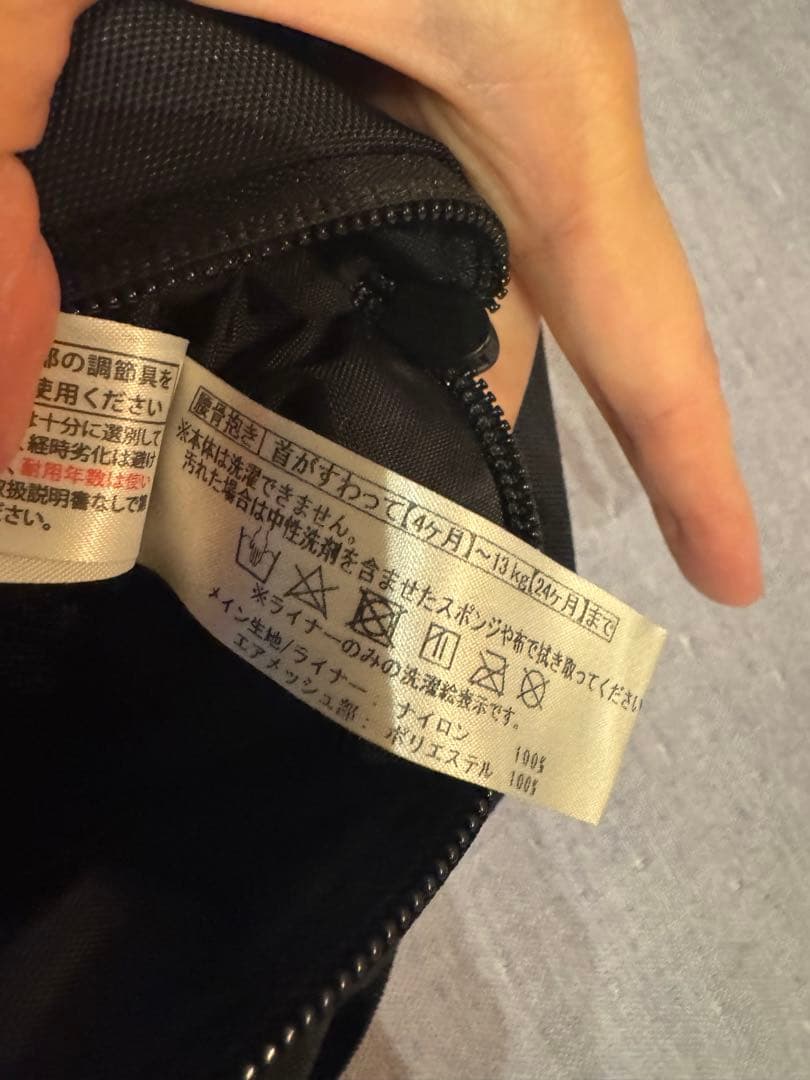 部の調節具を
使用ください
は十分に選別して
経時劣化は避け
、耐用年数は使い
取扱説明書なしで
ださい。
腰骨抱き 首がすわって【4ケ月】～13kg【24ケ月】まで
※本体は洗濯できません。
汚れた場合は中性洗剤を含ませたスポンジや布で拭き取ってください
※ライナーのみの洗濯絵表示です。
メイン生地/ライナー： ナイロン 100%
エアメッシュ部： ポリエステル 100%